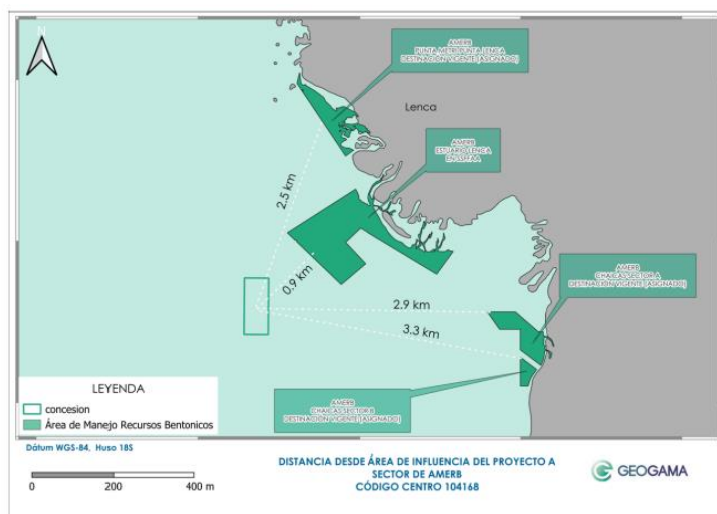 N
AMERB
PUNTA METRI PUNTA LENCA
DESTINACION VIGENTE [ASIGNADO]
Lenca
AMERB
ESTUARIO LENCA
EN SSFFAA
2.5 km
0.9 km
AMERB
CHAICAS SECTOR A
DESTINACION VIGENTE [ASIGNADO]
2.9 km
3.3 km
AMERB
CHAICAS SECTOR B
DESTINACION VIGENTE [ASIGNADO]
LEYENDA
concesion
Área de Manejo Recursos Bentonicos
Dátum WGS-84, Huso 18S
0 200 400 m
DISTANCIA DESDE ÁREA DE INFLUENCIA DEL PROYECTO A
SECTOR DE AMERB
CÓDIGO CENTRO 104168
GEOGAMA